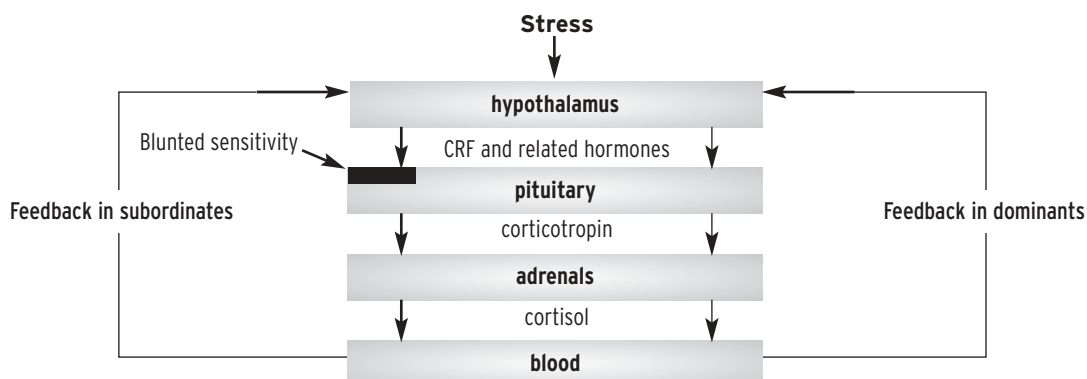 Stress
hypothalamus
Blunted sensitivity
CRF and related hormones
pituitary
Feedback in subordinates
Feedback in dominants
corticotropin
adrenals
cortisol
blood